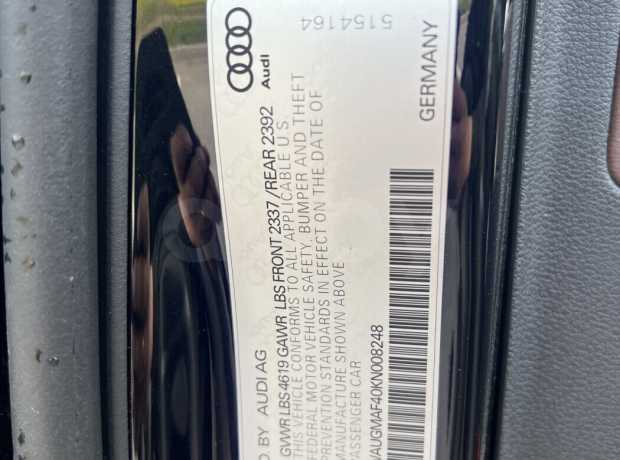 Audi
5154164
GERMANY
D BY AUDI AG
GVWR LBS 4619 GAWR LBS FRONT 2337 / REAR 2392
THIS VEHICLE CONFORMS TO ALL APPLICABLE U.S.
FEDERAL MOTOR VEHICLE SAFETY, BUMPER AND THEFT
PREVENTION STANDARDS IN EFFECT ON THE DATE OF
MANUFACTURE SHOWN ABOVE
PASSENGER CAR
WAUGMAF40KN008248